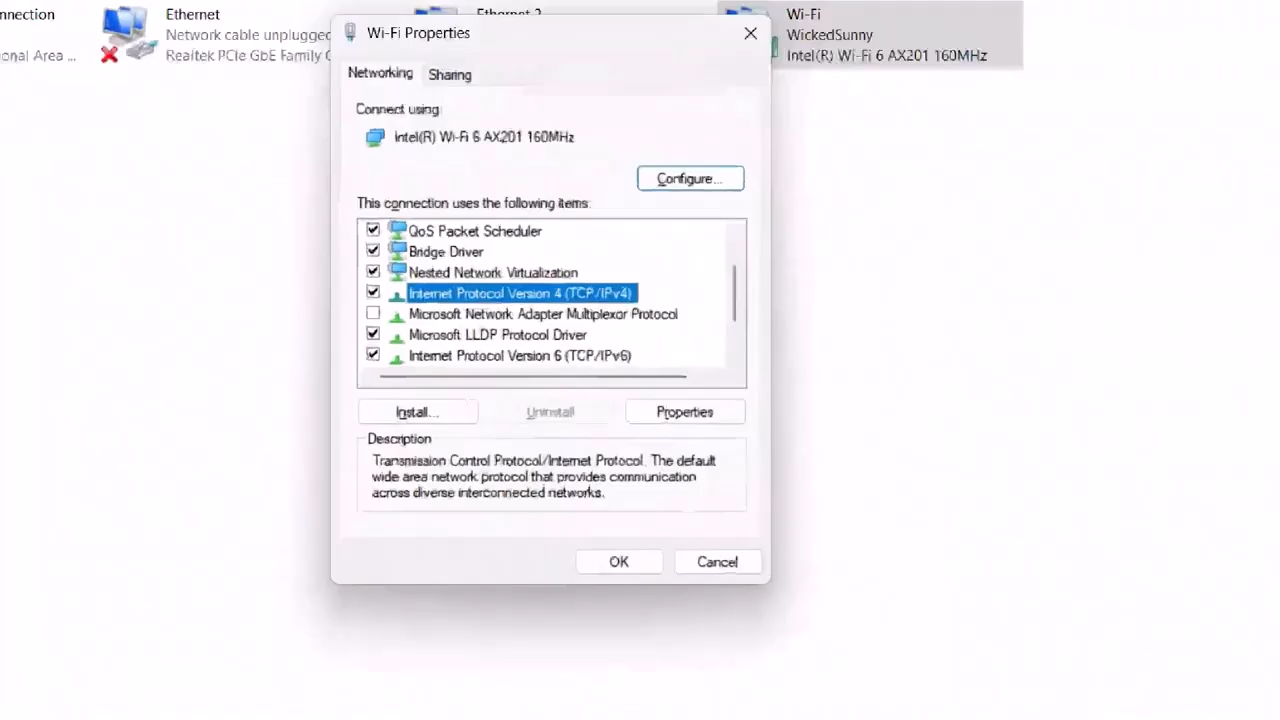 nnection
onal Area ...
Ethernet
Network cable unplugged
Realtek PCIe GbE Family C
Ethernet 2
Wi-Fi
WickedSunny
Intel(R) Wi-Fi 6 AX201 160MHz
Wi-Fi Properties
Networking
Sharing
Connect using:
Intel(R) Wi-Fi 6 AX201 160MHz
Configure...
This connection uses the following items:
QoS Packet Scheduler
Bridge Driver
Nested Network Virtualization
Internet Protocol Version 4 (TCP/IPv4)
Microsoft Network Adapter Multiplexor Protocol
Microsoft LLDP Protocol Driver
Internet Protocol Version 6 (TCP/IPv6)
Install...
Uninstall
Properties
Description
Transmission Control Protocol/Internet Protocol. The default
wide area network protocol that provides communication
across diverse interconnected networks.
OK
Cancel